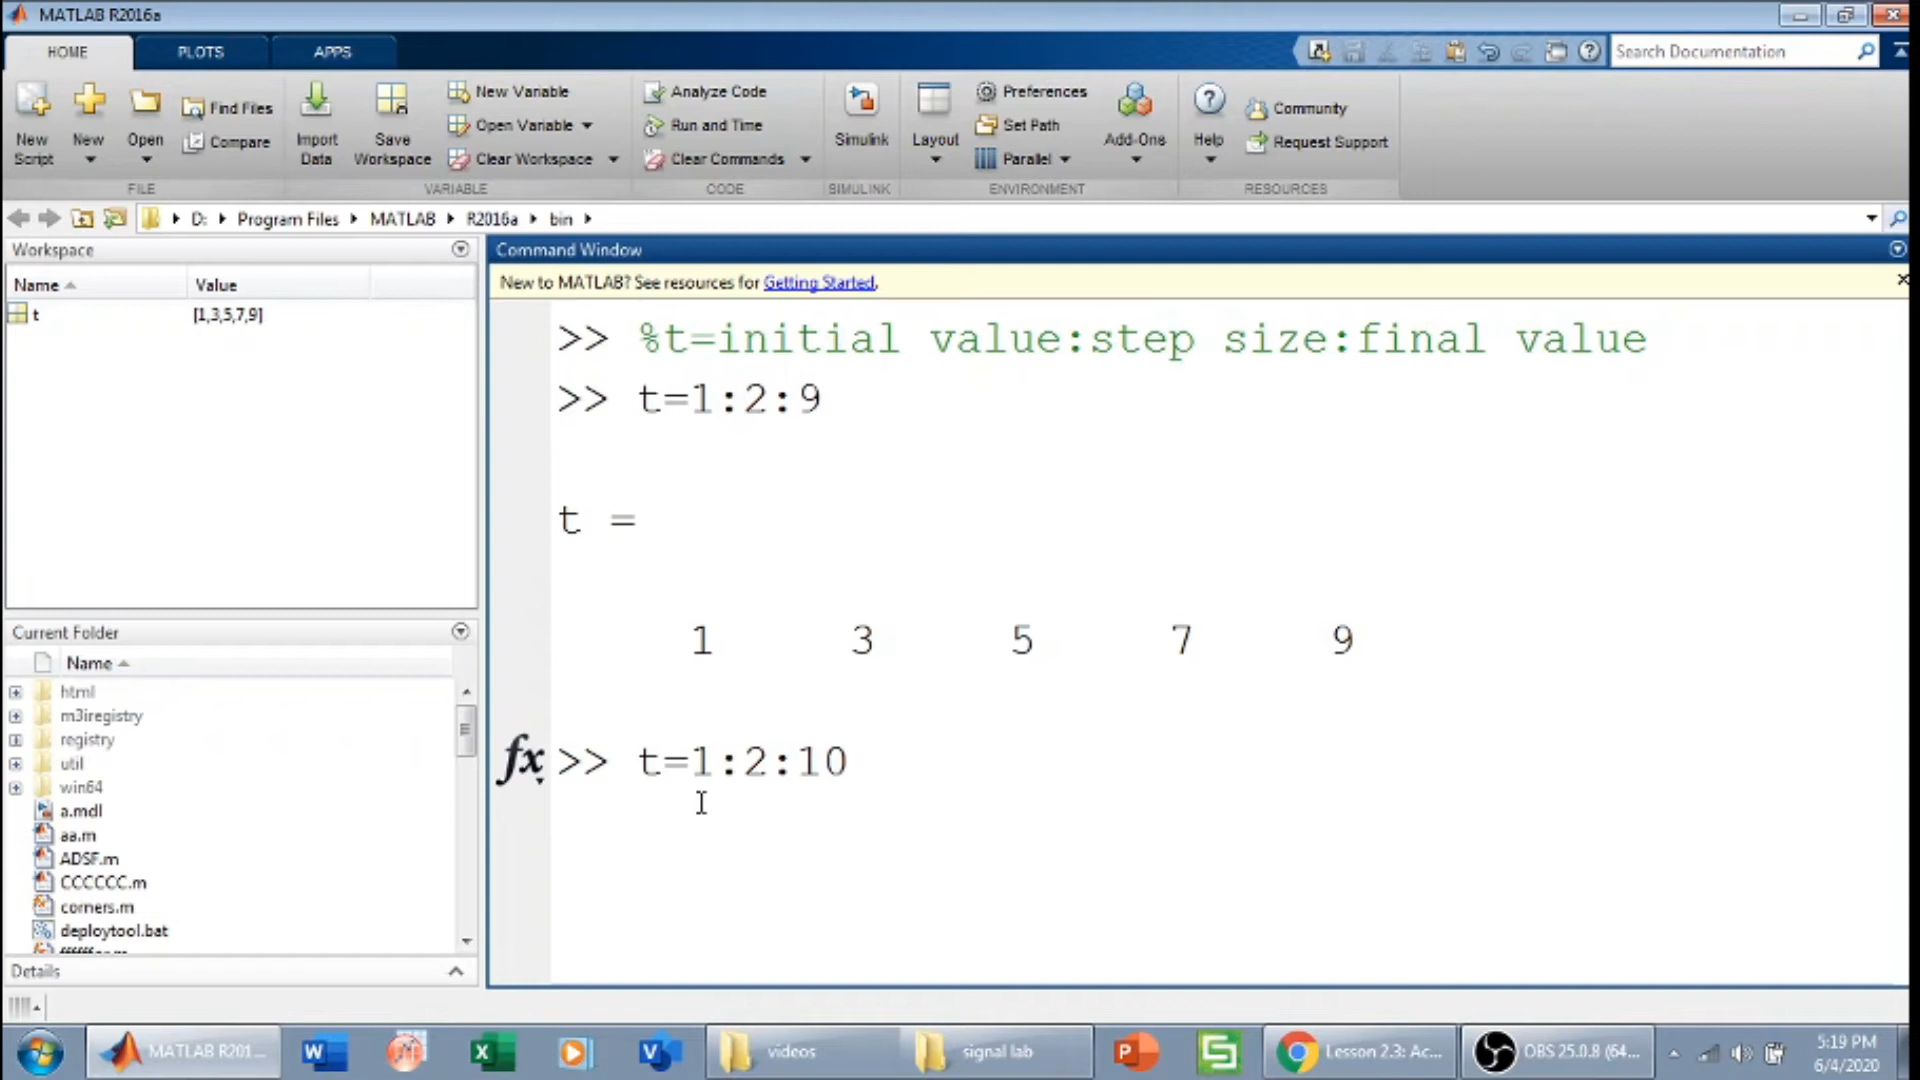 MATLAB R2016a
HOME PLOTS APPS
Search Documentation
New Script
New
Open
Find Files
Compare
Import Data
Save Workspace
New Variable
Open Variable
Clear Workspace
Analyze Code
Run and Time
Clear Commands
Simulink
Layout
Preferences
Set Path
Parallel
Add-Ons
Help
Community
Request Support
FILE VARIABLE CODE SIMULINK ENVIRONMENT RESOURCES
D: Program Files MATLAB R2016a bin
Workspace
Name Value
t [1,3,5,7,9]
Current Folder
Name
html
m3iregistry
registry
util
win64
a.mdl
aa.m
ADSF.m
CCCCCC.m
corners.m
deploytool.bat
Details
Command Window
New to MATLAB? See resources for Getting Started.
>> %t=initial value:step size:final value
>> t=1:2:9
t =
1 3 5 7 9
fx >> t=1:2:10
MATLAB R201...
videos
signal lab
Lesson 2.3: Ac...
OBS 25.0.8 (64...
5:19 PM
6/4/2020